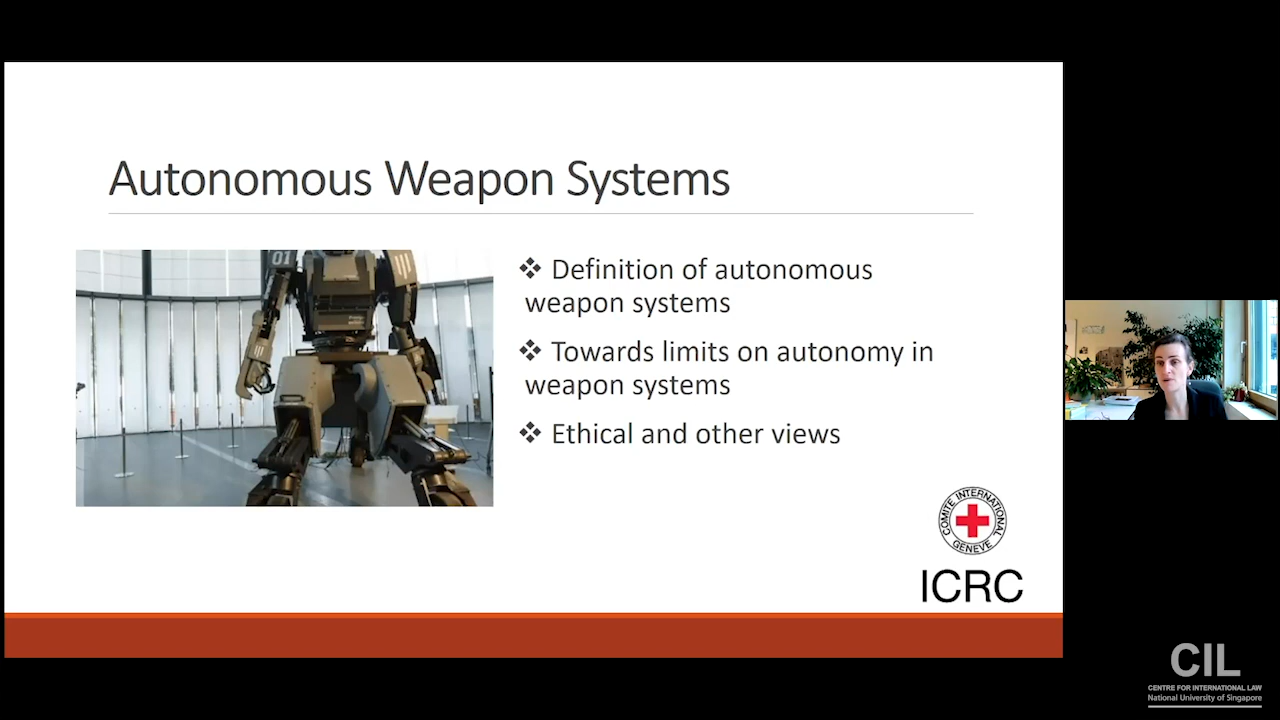 Autonomous Weapon Systems
01
❖ Definition of autonomous
weapon systems
❖ Towards limits on autonomy in
weapon systems
❖ Ethical and other views
COMITE INTERNATIONAL
GENEVE
ICRC
CIL
CENTRE FOR INTERNATIONAL LAW
National University of Singapore